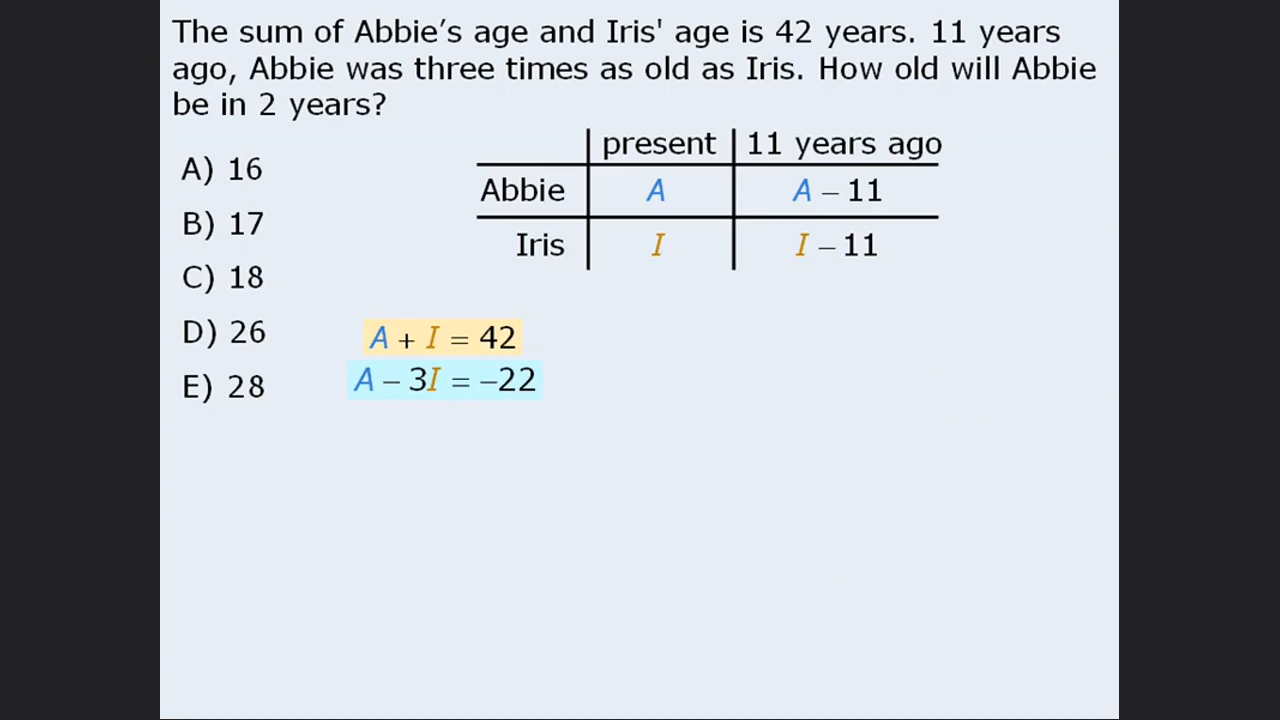 The sum of Abbie’s age and Iris' age is 42 years. 11 years
ago, Abbie was three times as old as Iris. How old will Abbie
be in 2 years?
present 11 years ago
A) 16
Abbie A A – 11
B) 17
Iris I I – 11
C) 18
D) 26
A + I = 42
E) 28
A – 3I = –22